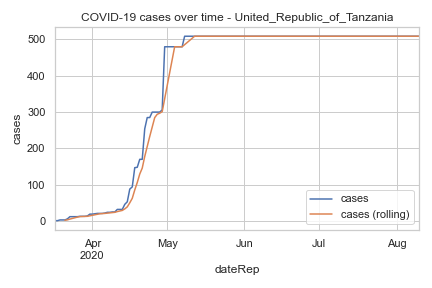 COVID-19 cases over time - United_Republic_of_Tanzania
500
400
300
200
100
0
cases
Apr
2020
May
Jun
Jul
Aug
dateRep
cases
cases (rolling)